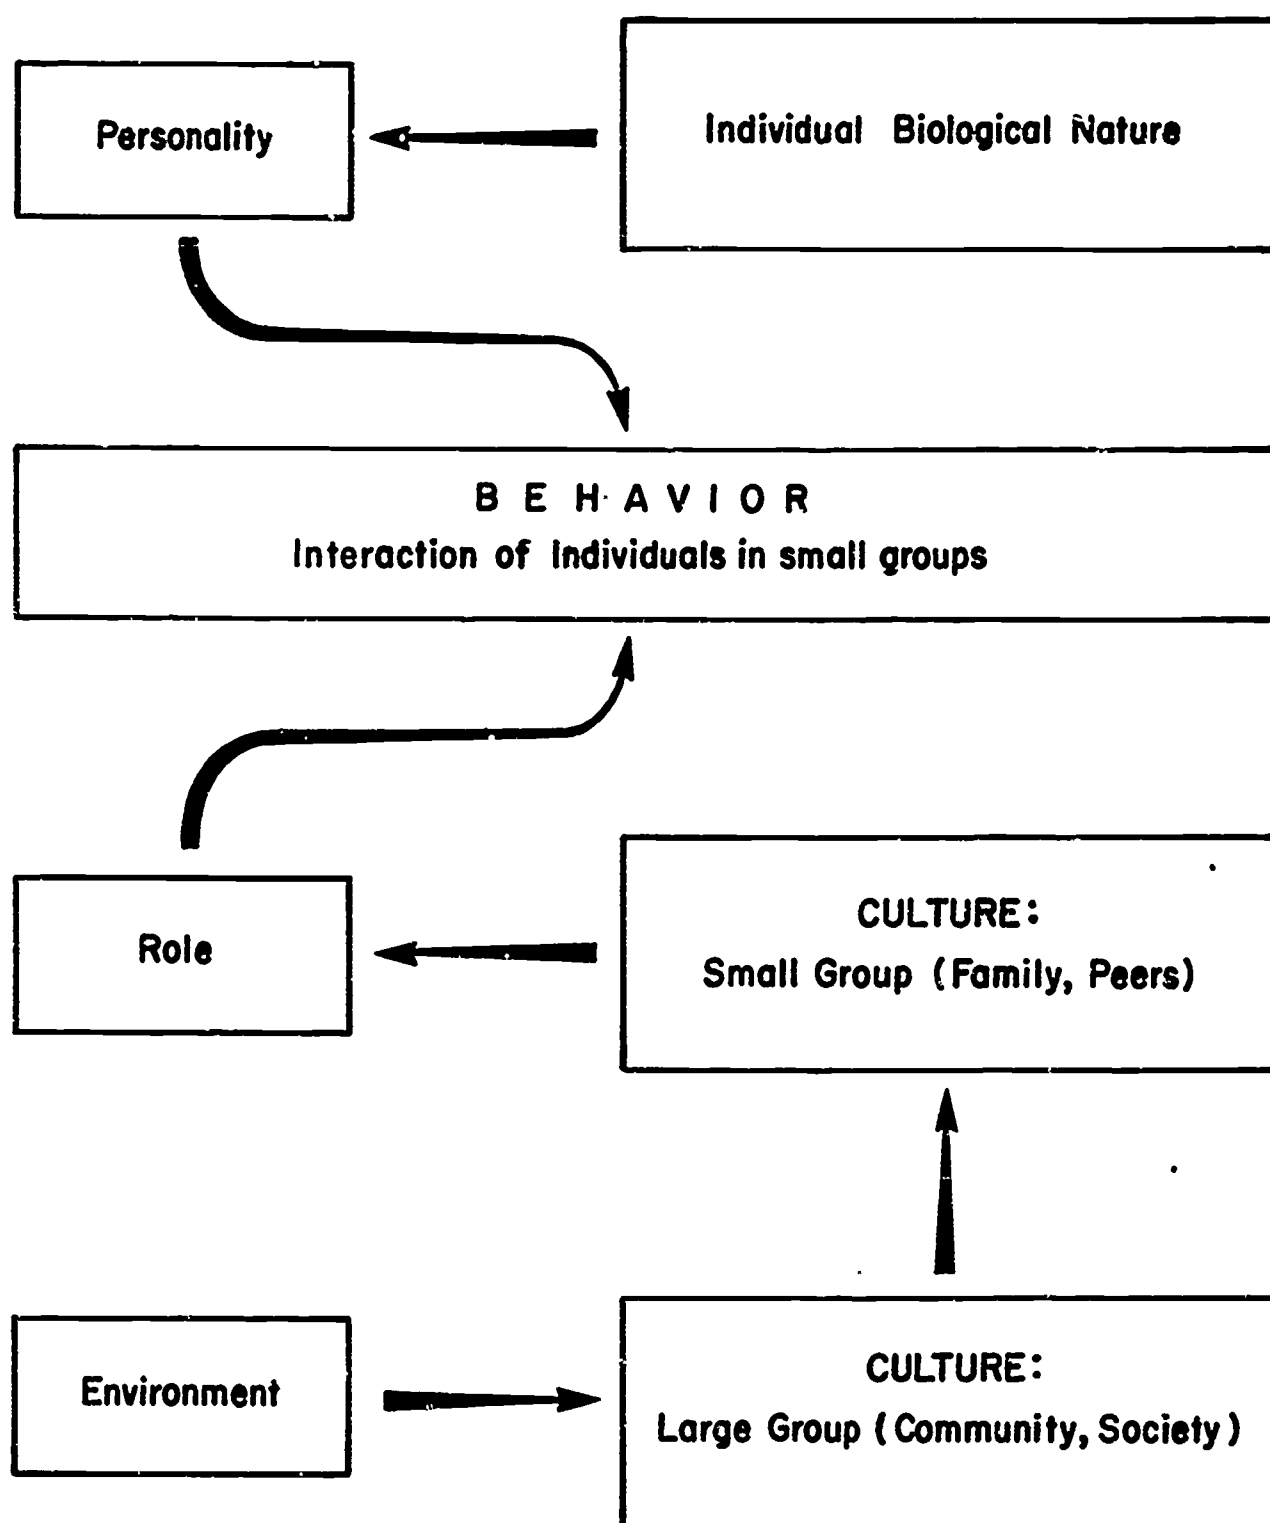 Personality
Individual Biological Nature
BEHAVIOR
Interaction of Individuals in small groups
Role
CULTURE:
Small Group (Family, Peers)
Environment
CULTURE:
Large Group (Community, Society)